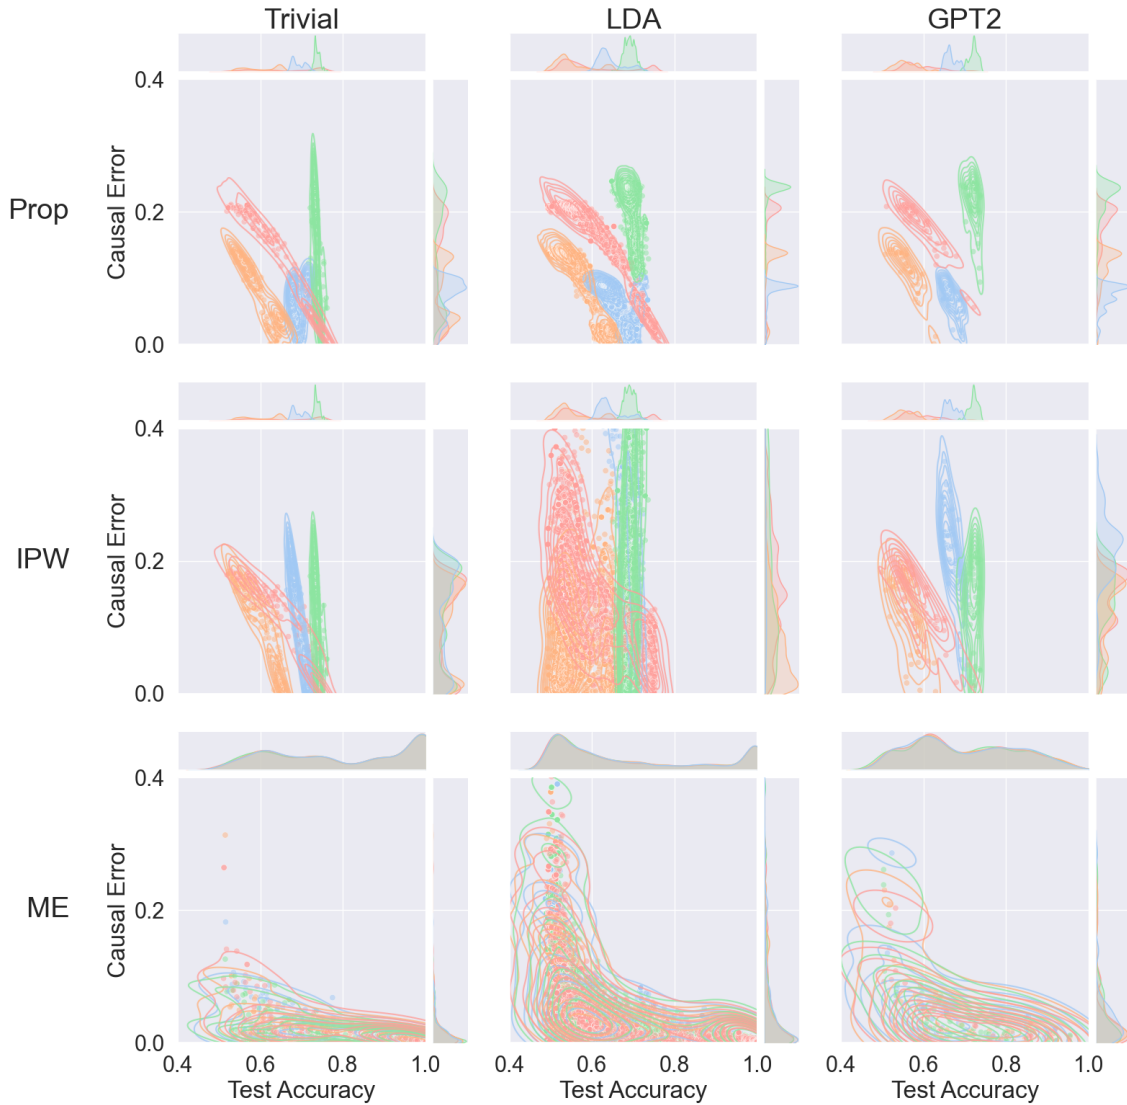 Trivial LDA GPT2
0.4
Prop Causal Error 0.2
0.0
0.4
IPW Causal Error 0.2
0.0
0.4
ME Causal Error 0.2
0.0
0.4 0.6 0.8 1.0 0.4 0.6 0.8 1.0 0.4 0.6 0.8 1.0
Test Accuracy Test Accuracy Test Accuracy